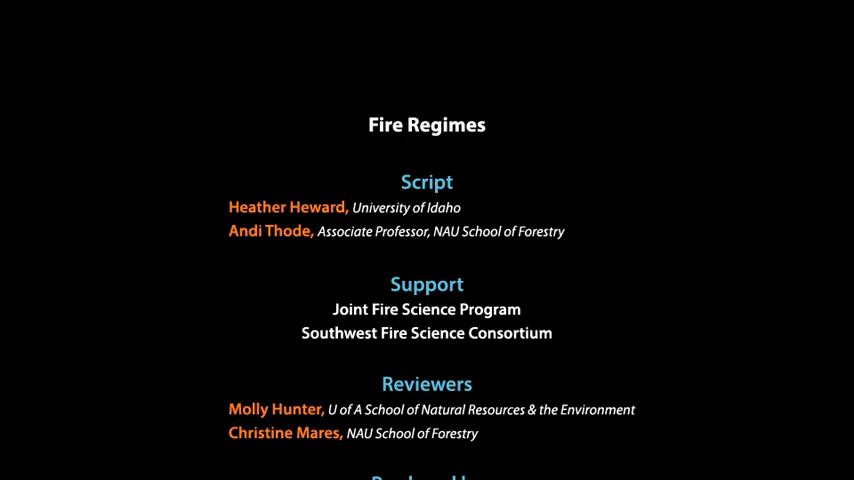 Fire Regimes
Script
Heather Heward, University of Idaho
Andi Thode, Associate Professor, NAU School of Forestry
Support
Joint Fire Science Program
Southwest Fire Science Consortium
Reviewers
Molly Hunter, U of A School of Natural Resources & the Environment
Christine Mares, NAU School of Forestry